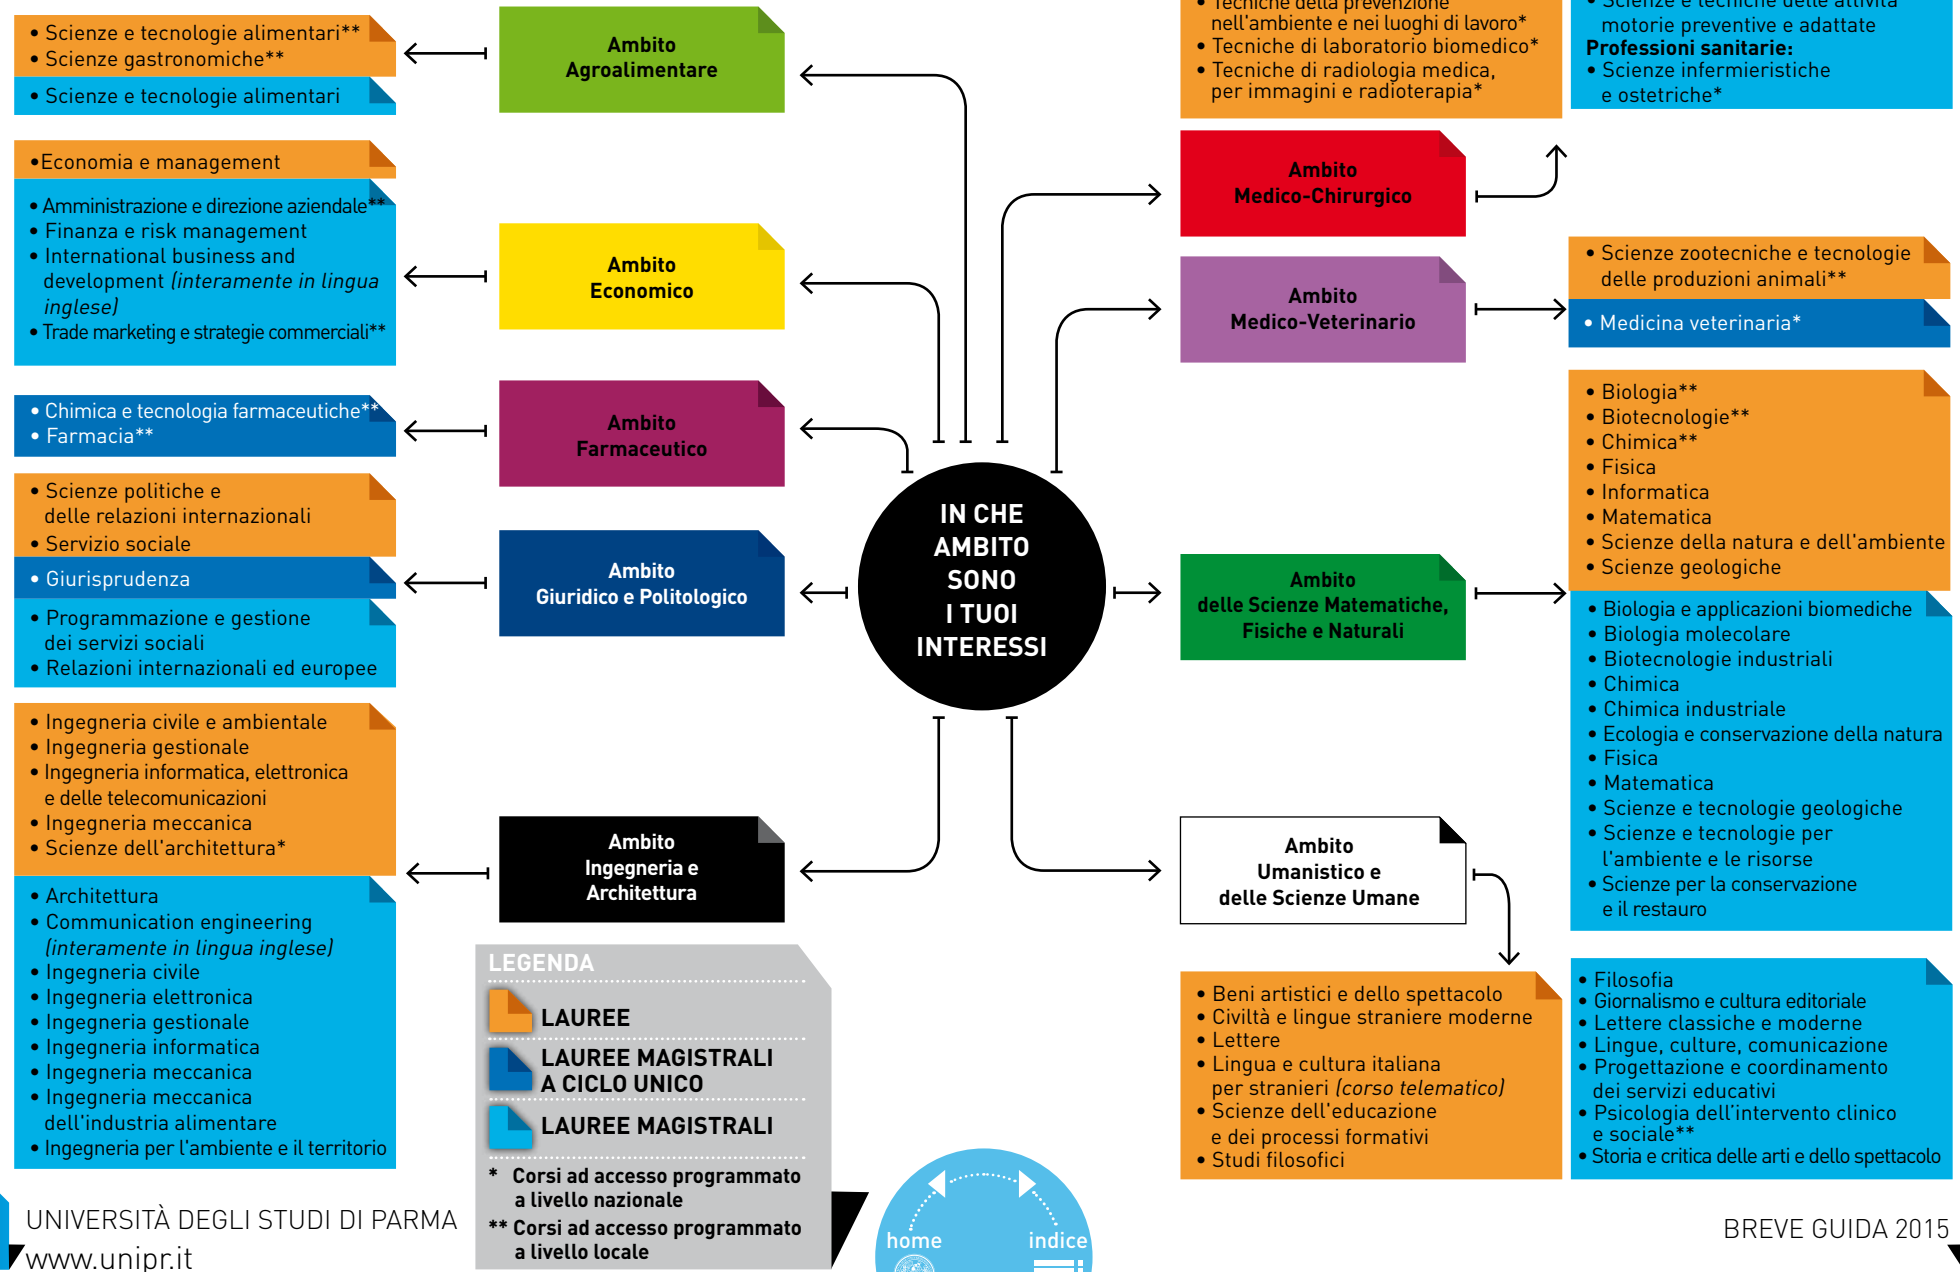 • Scienze e tecnologie alimentari**
• Scienze gastronomiche**
• Scienze e tecnologie alimentari
Ambito
Agroalimentare
•Economia e management
• Amministrazione e direzione aziendale**
• Finanza e risk management
• International business and
development (interamente in lingua
inglese)
• Trade marketing e strategie commerciali**
Ambito
Economico
• Chimica e tecnologia farmaceutiche**
• Farmacia**
Ambito
Farmaceutico
• Scienze politiche e
delle relazioni internazionali
• Servizio sociale
• Giurisprudenza
• Programmazione e gestione
dei servizi sociali
• Relazioni internazionali ed europee
Ambito
Giuridico e Politologico
• Ingegneria civile e ambientale
• Ingegneria gestionale
• Ingegneria informatica, elettronica
e delle telecomunicazioni
• Ingegneria meccanica
• Scienze dell'architettura*
• Architettura
• Communication engineering
(interamente in lingua inglese)
• Ingegneria civile
• Ingegneria elettronica
• Ingegneria gestionale
• Ingegneria informatica
• Ingegneria meccanica
• Ingegneria meccanica
dell'industria alimentare
• Ingegneria per l'ambiente e il territorio
Ambito
Ingegneria e
Architettura
IN CHE
AMBITO
SONO
I TUOI
INTERESSI
• Tecniche della prevenzione
nell'ambiente e nei luoghi di lavoro*
• Tecniche di laboratorio biomedico*
• Tecniche di radiologia medica,
per immagini e radioterapia*
• Scienze e tecniche delle attività
motorie preventive e adattate
Professioni sanitarie:
• Scienze infermieristiche
e ostetriche*
Ambito
Medico-Chirurgico
Ambito
Medico-Veterinario
• Scienze zootecniche e tecnologie
delle produzioni animali**
• Medicina veterinaria*
Ambito
delle Scienze Matematiche,
Fisiche e Naturali
• Biologia**
• Biotecnologie**
• Chimica**
• Fisica
• Informatica
• Matematica
• Scienze della natura e dell'ambiente
• Scienze geologiche
• Biologia e applicazioni biomediche
• Biologia molecolare
• Biotecnologie industriali
• Chimica
• Chimica industriale
• Ecologia e conservazione della natura
• Fisica
• Matematica
• Scienze e tecnologie geologiche
• Scienze e tecnologie per
l'ambiente e le risorse
• Scienze per la conservazione
e il restauro
Ambito
Umanistico e
delle Scienze Umane
• Beni artistici e dello spettacolo
• Civiltà e lingue straniere moderne
• Lettere
• Lingua e cultura italiana
per stranieri (corso telematico)
• Scienze dell'educazione
e dei processi formativi
• Studi filosofici
• Filosofia
• Giornalismo e cultura editoriale
• Lettere classiche e moderne
• Lingue, culture, comunicazione
• Progettazione e coordinamento
dei servizi educativi
• Psicologia dell'intervento clinico
e sociale**
• Storia e critica delle arti e dello spettacolo
LEGENDA
LAUREE
LAUREE MAGISTRALI
A CICLO UNICO
LAUREE MAGISTRALI
* Corsi ad accesso programmato
a livello nazionale
** Corsi ad accesso programmato
a livello locale
home
indice
UNIVERSITÀ DEGLI STUDI DI PARMA
www.unipr.it
BREVE GUIDA 2015